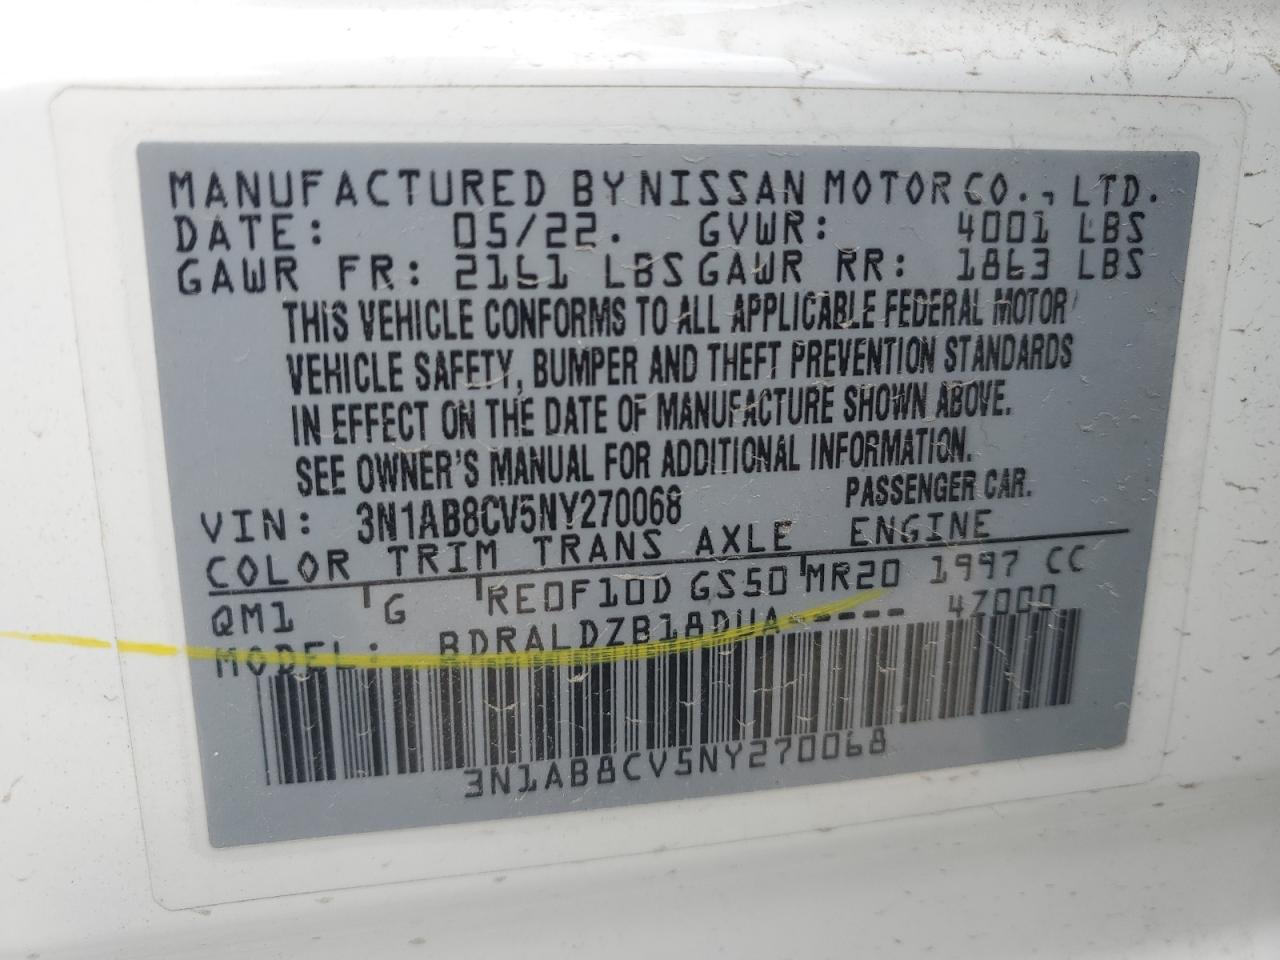 MANUFACTURED BY NISSAN MOTOR CO., LTD.
DATE: 05/22. GVWR: 4001 LBS
GAWR FR: 2161 LBS GAWR RR: 1863 LBS
THIS VEHICLE CONFORMS TO ALL APPLICABLE FEDERAL MOTOR
VEHICLE SAFETY, BUMPER AND THEFT PREVENTION STANDARDS
IN EFFECT ON THE DATE OF MANUFACTURE SHOWN ABOVE.
SEE OWNER'S MANUAL FOR ADDITIONAL INFORMATION.
VIN: 3N1AB8CV5NY270068 PASSENGER CAR.
COLOR TRIM TRANS AXLE ENGINE
QM1 G RE0F10D GS50 MR20 1997 CC
MODEL: BDRALDZB18DUA----- 4Z000
3N1AB8CV5NY270068